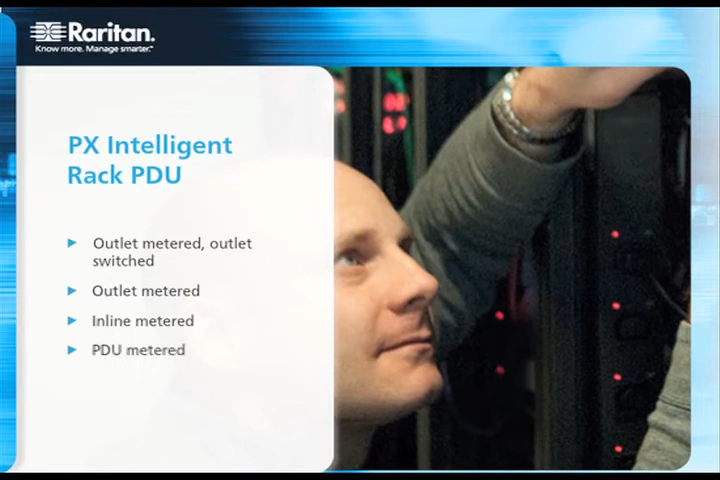 Raritan.
Know more. Manage smarter.™
PX Intelligent
Rack PDU
Outlet metered, outlet
switched
Outlet metered
Inline metered
PDU metered